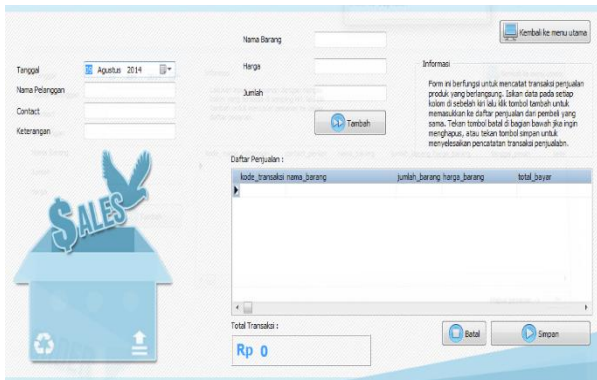 Kembali ke menu utama
Nama Barang
Harga
Jumlah
Tambah
Tanggal
Agustus 2014
Nama Pelanggan
Contact
Keterangan
Informasi
Form ini berfungsi untuk mencatat transaksi penjualan
produk yang berlangsung. Isikan data pada setiap
kolom di sebelah kiri lalu klik tombol tambah untuk
memasukkan ke daftar penjualan dari pembeli yang
sama. Tekan tombol batal di bagian bawah jika ingin
menghapus, atau tekan tombol simpan untuk
menyelesaikan pencatatan transaksi penjualabn.
SALES
Daftar Penjualan :
kode_transaksi nama_barang jumlah_barang harga_barang total_bayar
Total Transaksi :
Rp 0
Batal
Simpan